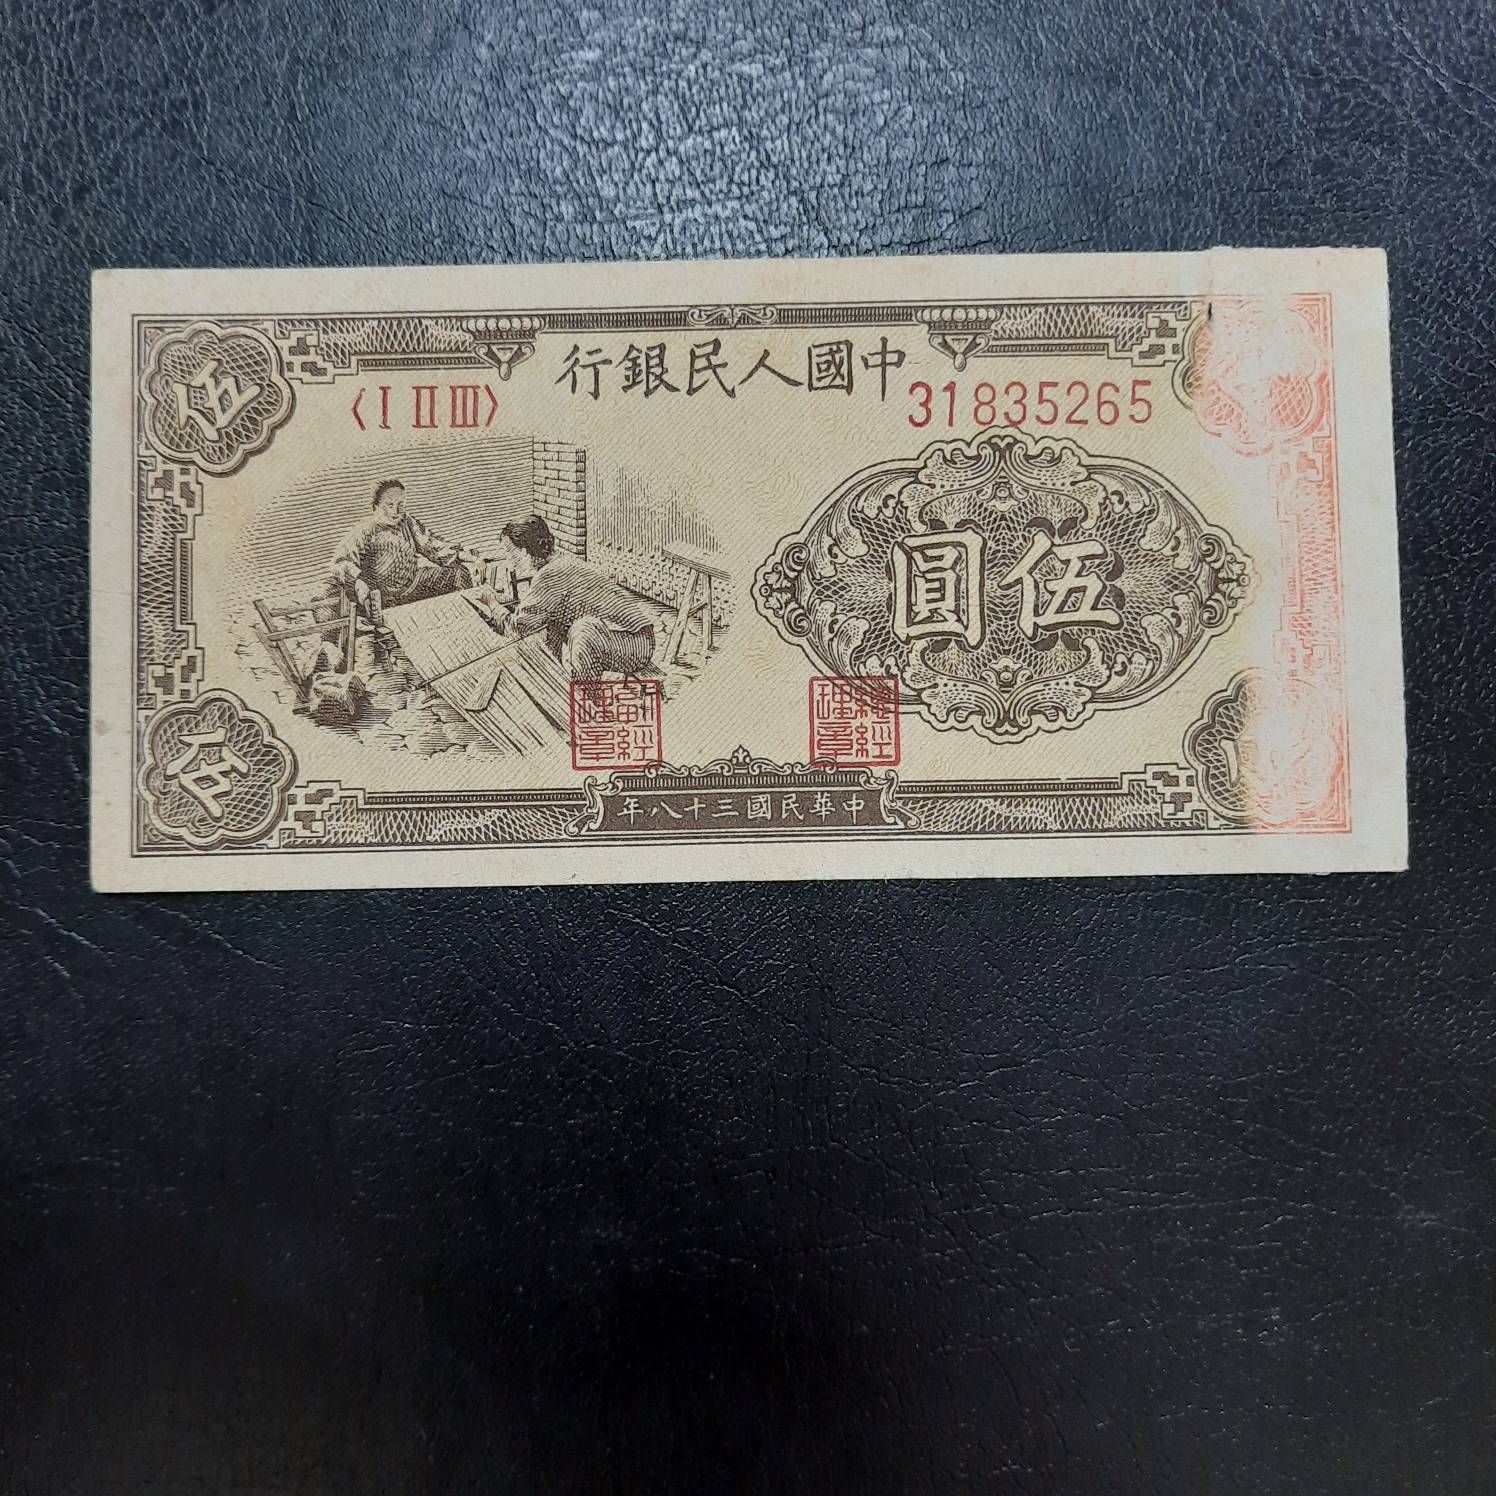 中國人民銀行
〈Ⅰ Ⅱ Ⅲ〉
31835265
伍
伍圓
副經理章
總經理章
伍
中華民國三十八年